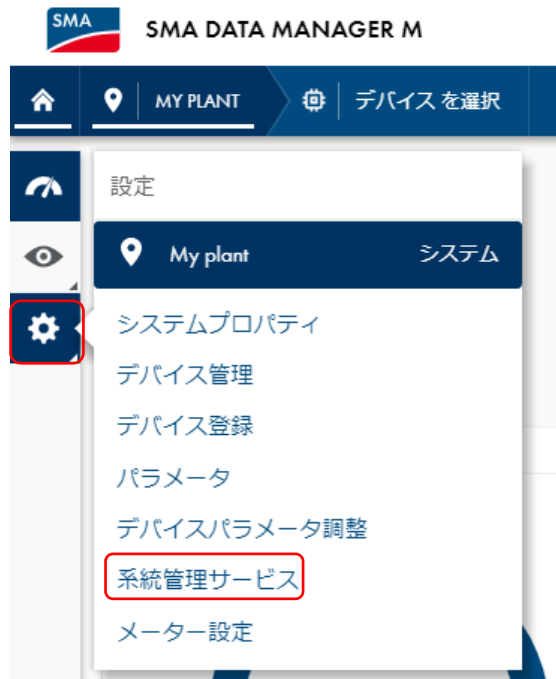 SMA
SMA DATA MANAGER M
MY PLANT
デバイス を選択
設定
My plant システム
システムプロパティ
デバイス管理
デバイス登録
パラメータ
デバイスパラメータ調整
系統管理サービス
メーター設定